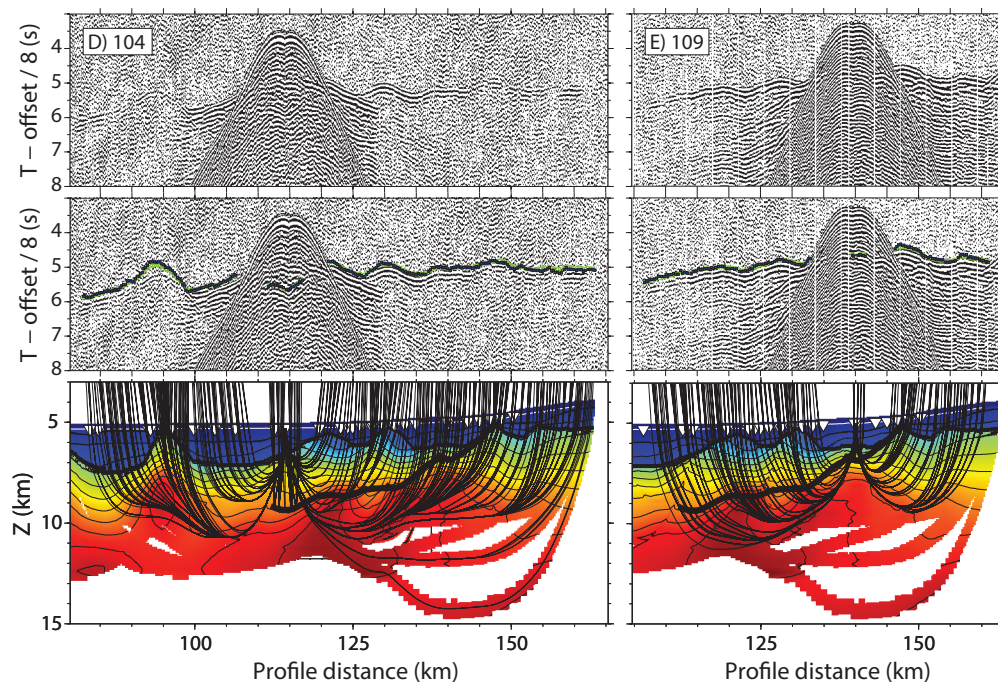 D) 104
E) 109
T – offset / 8 (s)
4
5
6
7
8
T – offset / 8 (s)
4
5
6
7
8
Z (km)
5
10
15
100
125
150
125
150
Profile distance (km)
Profile distance (km)